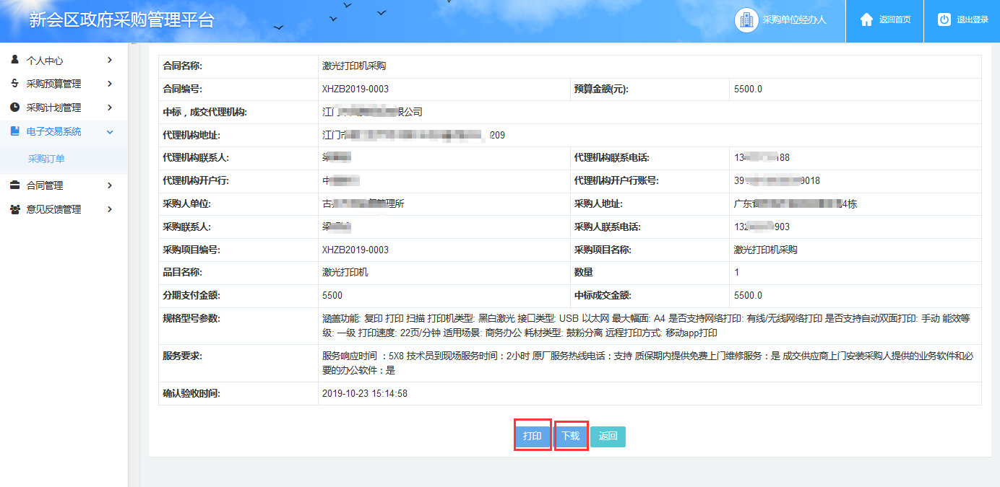 新会区政府采购管理平台
采购单位经办人
返回首页
退出登录
个人中心
采购预算管理
采购计划管理
电子交易系统
采购订单
合同管理
意见反馈管理
合同名称: 激光打印机采购
合同编号: XHZB2019-0003 预算金额(元): 5500.0
中标，成交代理机构: 江门 限公司
代理机构地址: 江门市 209
代理机构联系人: 梁 代理机构联系电话: 13 188
代理机构开户行: 中 代理机构开户行账号: 39 9018
采购人单位: 古 管理所 采购人地址: 广东省 4栋
采购联系人: 梁 采购人联系电话: 132 903
采购项目编号: XHZB2019-0003 采购项目名称: 激光打印机采购
品目名称: 激光打印机 数量 1
分期支付金额: 5500 中标成交金额: 5500.0
规格型号参数: 涵盖功能: 复印 打印 扫描 打印机类型: 黑白激光 接口类型: USB 以太网 最大幅面: A4 是否支持网络打印: 有线/无线网络打印 是否支持自动双面打印: 手动 能效等
级: 一级 打印速度: 22页/分钟 适用场景: 商务办公 耗材类型: 鼓粉分离 远程打印方式: 移动app打印
服务要求: 服务响应时间 ：5X8 技术员到现场服务时间：2小时 原厂服务热线电话：支持 质保期内提供免费上门维修服务：是 成交供应商上门安装采购人提供的业务软件和必
要的办公软件：是
确认验收时间: 2019-10-23 15:14:58
打印 下载 返回